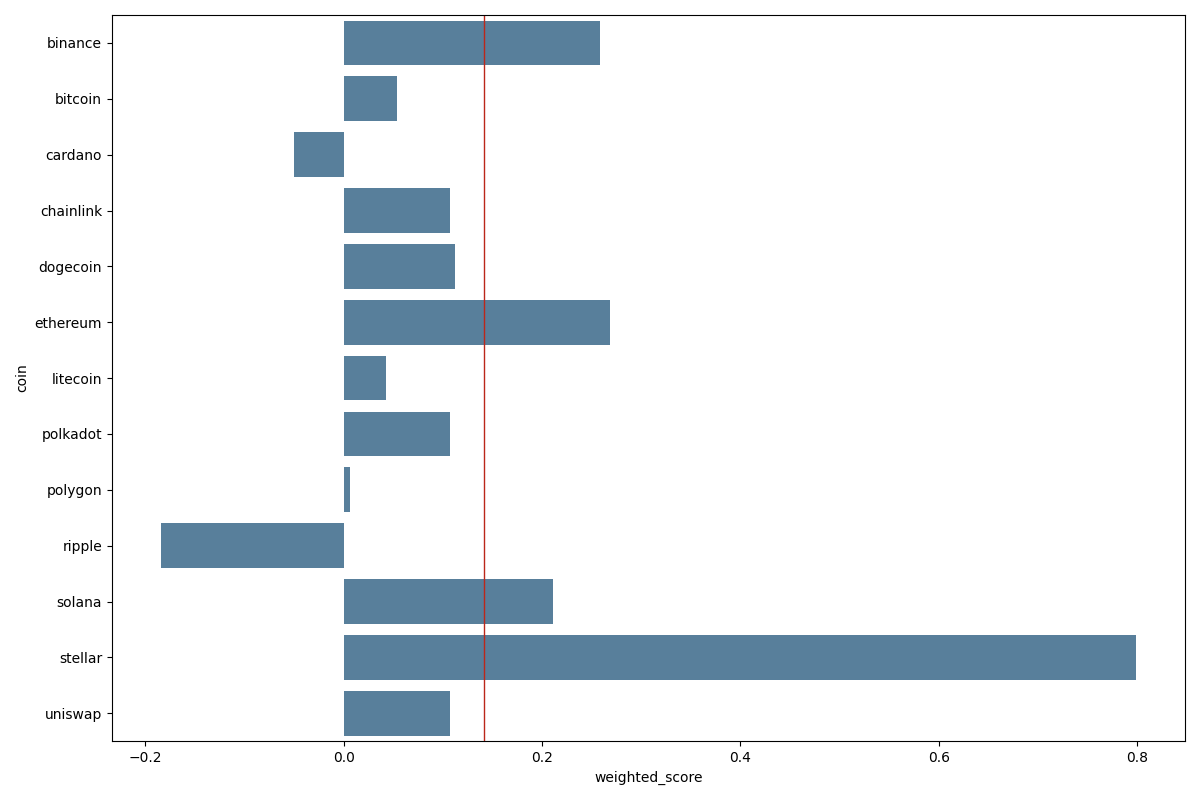 binance
bitcoin
cardano
chainlink
dogecoin
ethereum
litecoin
polkadot
polygon
ripple
solana
stellar
uniswap
coin
−0.2 0.0 0.2 0.4 0.6 0.8
weighted_score